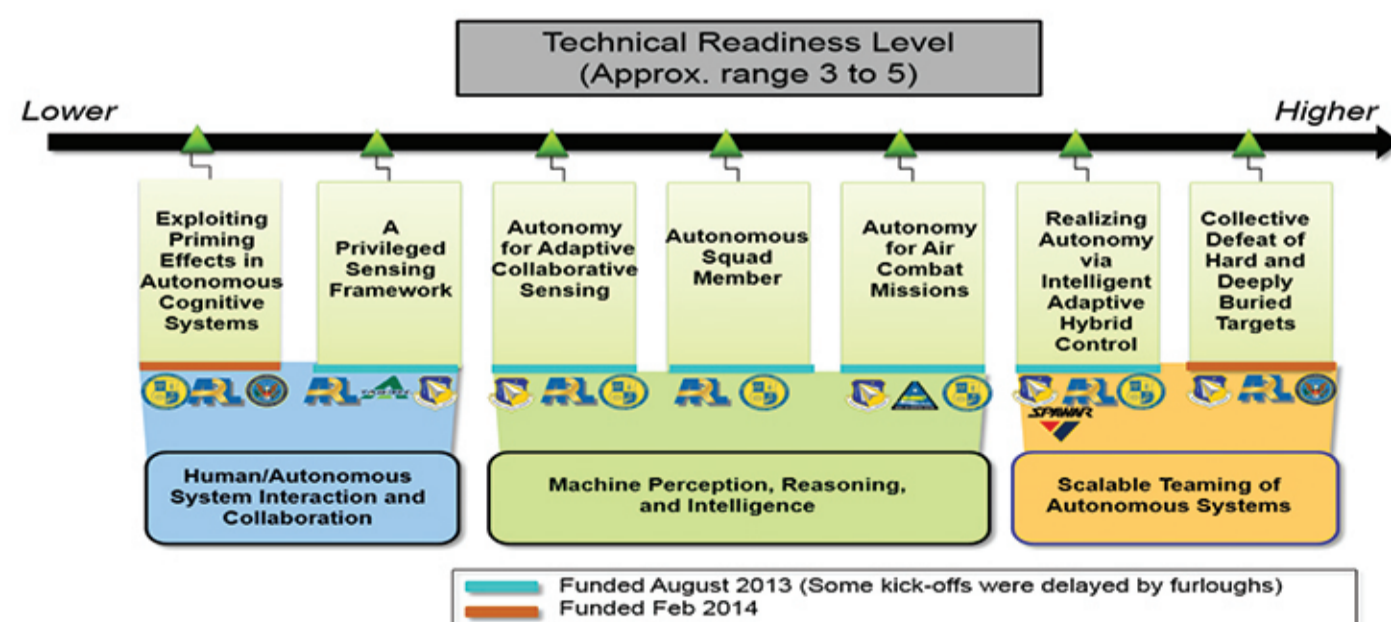 Technical Readiness Level
(Approx. range 3 to 5)
Lower
Higher
Exploiting
Priming
Effects in
Autonomous
Cognitive
Systems
A
Privileged
Sensing
Framework
Autonomy
for Adaptive
Collaborative
Sensing
Autonomous
Squad
Member
Autonomy
for Air
Combat
Missions
Realizing
Autonomy
via
Intelligent
Adaptive
Hybrid
Control
Collective
Defeat of
Hard and
Deeply
Buried
Targets
ARL
ARL
ARL
ARL
ARL
SPAWAR
ARL
Human/Autonomous
System Interaction and
Collaboration
Machine Perception, Reasoning,
and Intelligence
Scalable Teaming of
Autonomous Systems
Funded August 2013 (Some kick-offs were delayed by furloughs)
Funded Feb 2014